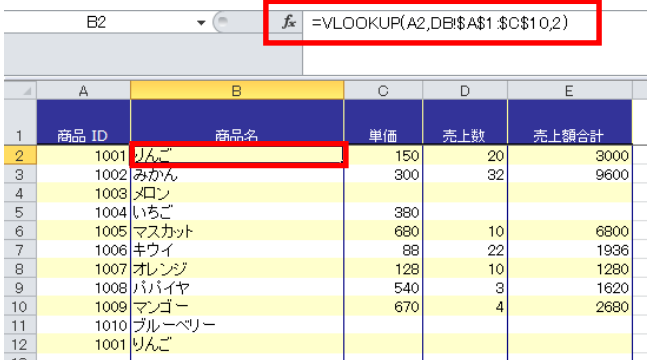 B2 fx =VLOOKUP(A2,DB!$A$1:$C$10,2)
A B C D E
1 商品 ID 商品名 単価 売上数 売上額合計
2 1001 りんご 150 20 3000
3 1002 みかん 300 32 9600
4 1003 メロン
5 1004 いちご 380
6 1005 マスカット 680 10 6800
7 1006 キウイ 88 22 1936
8 1007 オレンジ 128 10 1280
9 1008 パパイヤ 540 3 1620
10 1009 マンゴー 670 4 2680
11 1010 ブルーベリー
12 1001 りんご